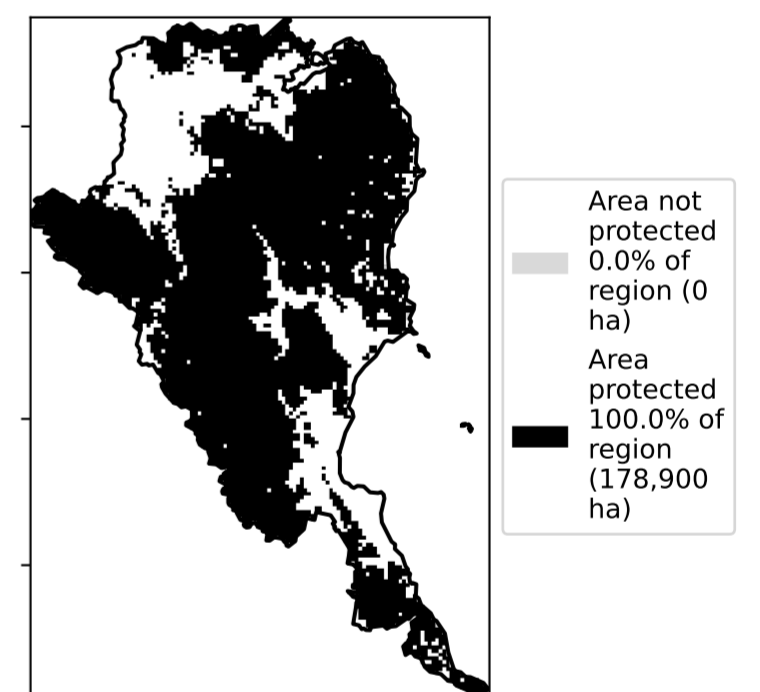 Area not
protected
0.0% of
region (0
ha)
Area
protected
100.0% of
region
(178,900
ha)